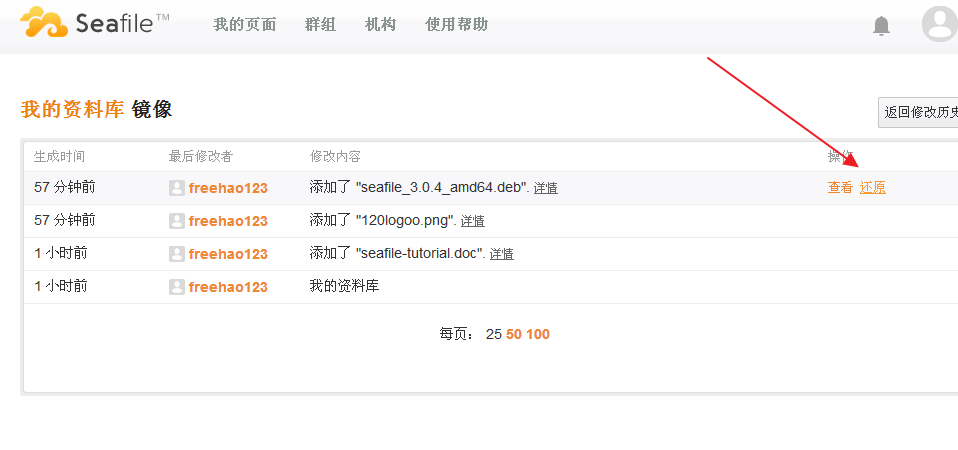 Seafile™ 我的页面 群组 机构 使用帮助
我的资料库 镜像
返回修改历史
生成时间 最后修改者 修改内容 操作
57 分钟前 freehao123 添加了 "seafile_3.0.4_amd64.deb". 详情 查看 还原
57 分钟前 freehao123 添加了 "120logoo.png". 详情
1 小时前 freehao123 添加了 "seafile-tutorial.doc". 详情
1 小时前 freehao123 我的资料库
每页： 25 50 100